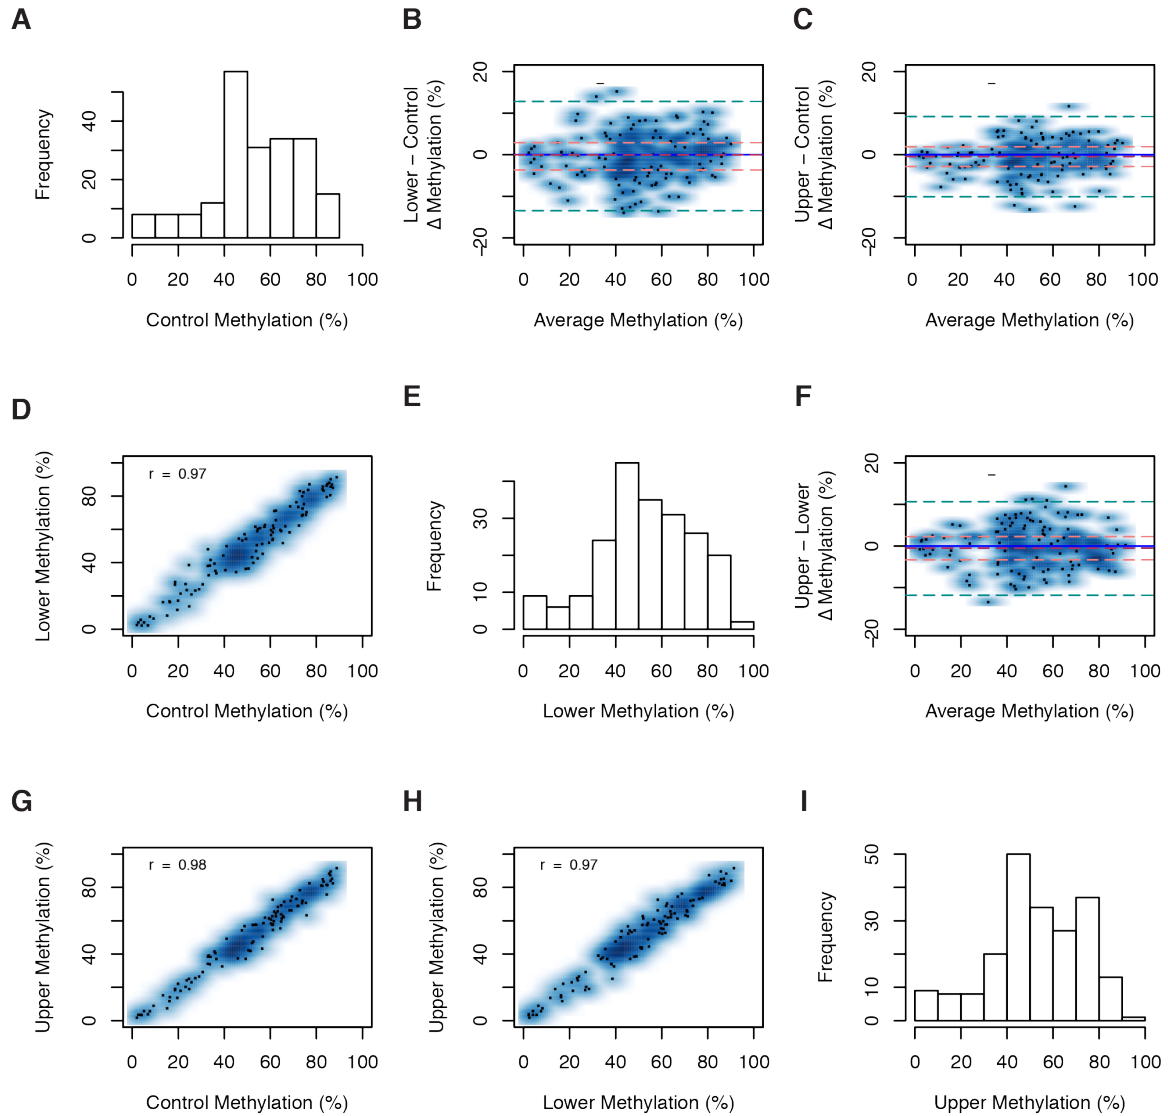 A
B
C
Frequency
0
20
40
0 20 40 60 80 100
Control Methylation (%)
Lower − Control
Δ Methylation (%)
−20
0
20
−
0 20 40 60 80 100
Average Methylation (%)
Upper − Control
Δ Methylation (%)
−20
0
20
−
0 20 40 60 80 100
Average Methylation (%)
D
E
F
Lower Methylation (%)
0
40
80
r = 0.97
0 20 40 60 80 100
Control Methylation (%)
Frequency
0
10
30
0 20 40 60 80 100
Lower Methylation (%)
Upper − Lower
Δ Methylation (%)
−20
0
20
−
0 20 40 60 80 100
Average Methylation (%)
G
H
I
Upper Methylation (%)
0
40
80
r = 0.98
0 20 40 60 80 100
Control Methylation (%)
Upper Methylation (%)
0
40
80
r = 0.97
0 20 40 60 80 100
Lower Methylation (%)
Frequency
0
10
30
50
0 20 40 60 80 100
Upper Methylation (%)